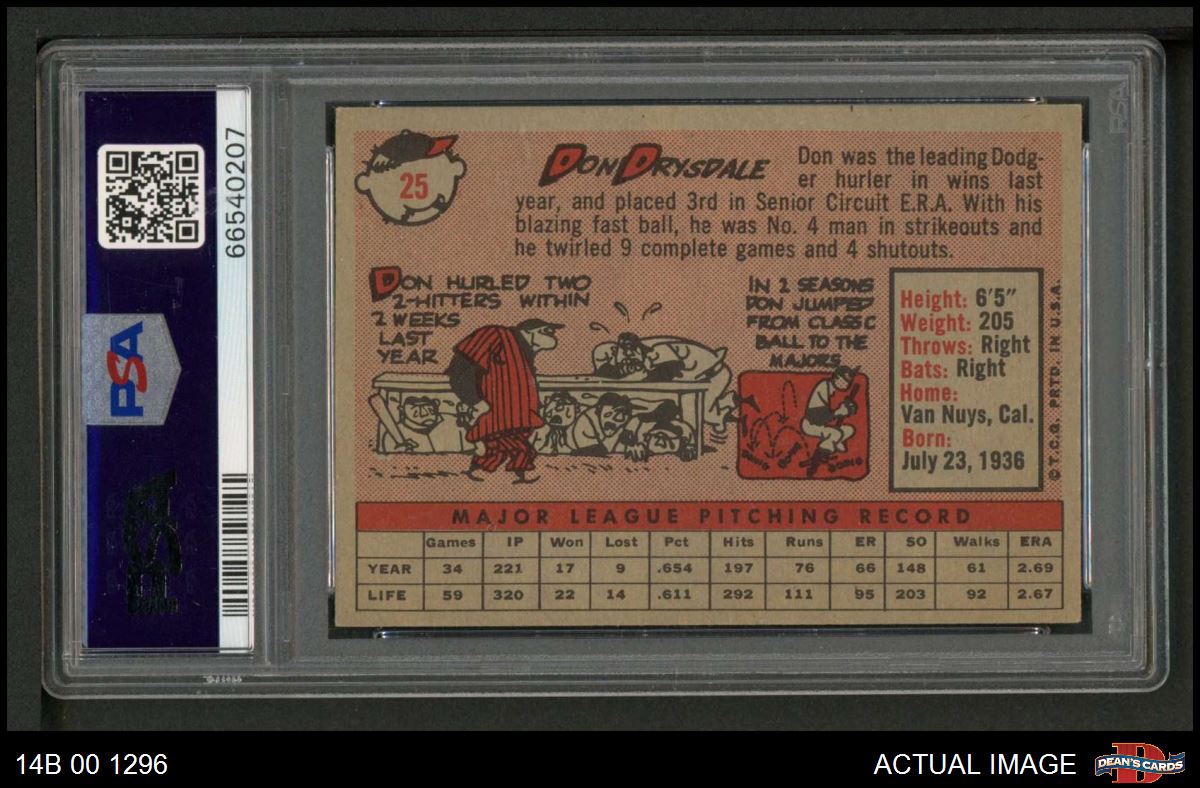 66540207
PSA
25
DON DRYSDALE
Don was the leading Dodg-
er hurler in wins last
year, and placed 3rd in Senior Circuit E.R.A. With his
blazing fast ball, he was No. 4 man in strikeouts and
he twirled 9 complete games and 4 shutouts.
DON HURLED TWO
2-HITTERS WITHIN
2 WEEKS
LAST
YEAR
IN 2 SEASONS
DON JUMPED
FROM CLASS C
BALL TO THE
MAJORS
Height: 6'5"
Weight: 205
Throws: Right
Bats: Right
Home:
Van Nuys, Cal.
Born:
July 23, 1936
©T.C.G. PRTD. IN U.S.A.
MAJOR LEAGUE PITCHING RECORD
Games IP Won Lost Pct Hits Runs ER SO Walks ERA
YEAR 34 221 17 9 .654 197 76 66 148 61 2.69
LIFE 59 320 22 14 .611 292 111 95 203 92 2.67
PSA
PSA
14B 00 1296
ACTUAL IMAGE
DEAN'S CARDS